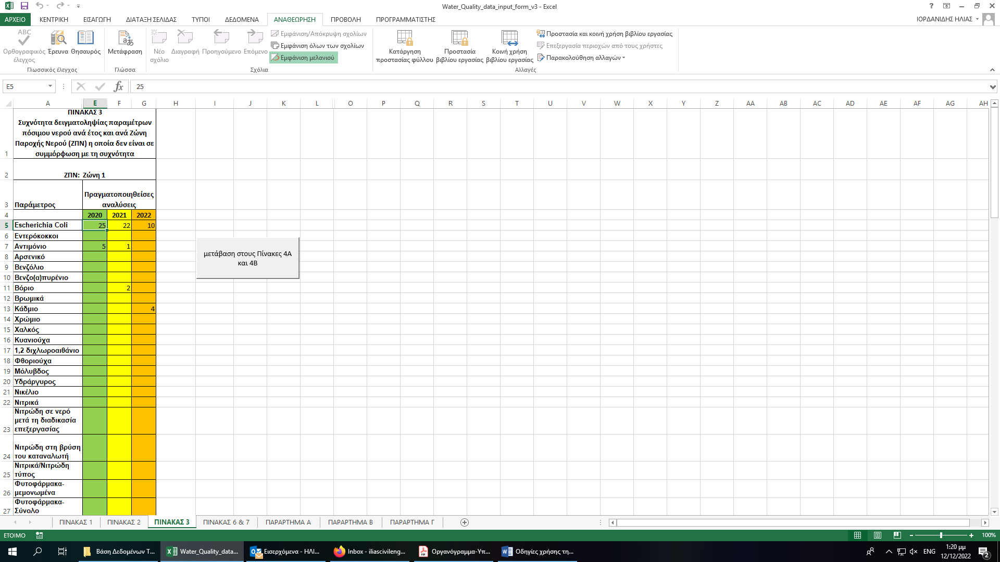 Water_Quality_data_input_form_v3 - Excel
ΑΡΧΕΙΟ ΚΕΝΤΡΙΚΗ ΕΙΣΑΓΩΓΗ ΔΙΑΤΑΞΗ ΣΕΛΙΔΑΣ ΤΥΠΟΙ ΔΕΔΟΜΕΝΑ ΑΝΑΘΕΩΡΗΣΗ ΠΡΟΒΟΛΗ ΠΡΟΓΡΑΜΜΑΤΙΣΤΗΣ ΙΟΡΔΑΝΙΔΗΣ ΗΛΙΑΣ
ABC
Ορθογραφικός έλεγχος
Έρευνα
Θησαυρός
Γλωσσικός έλεγχος
Μετάφραση
Γλώσσα
Νέο σχόλιο
Διαγραφή
Προηγούμενο
Επόμενο
Εμφάνιση/Απόκρυψη σχολίων
Εμφάνιση όλων των σχολίων
Εμφάνιση μελανιού
Σχόλια
Κατάργηση προστασίας φύλλου
Προστασία βιβλίου εργασίας
Κοινή χρήση βιβλίου εργασίας
Προστασία και κοινή χρήση βιβλίου εργασίας
Επεξεργασία περιοχών από τους χρήστες
Παρακολούθηση αλλαγών
Αλλαγές
E5 fx 25
A E F G H I J K L O P Q R S T U V W X Y Z AA AB AC AD AE AF AG AH
ΠΙΝΑΚΑΣ 3
Συχνότητα δειγματοληψίας παραμέτρων
πόσιμου νερού ανά έτος και ανά Ζώνη
Παροχής Νερού (ΖΠΝ) η οποία δεν είναι σε
1 συμμόρφωση με τη συχνότητα
2 ΖΠΝ: Ζώνη 1
Πραγματοποιηθείσες
3 Παράμετρος αναλύσεις
4 2020 2021 2022
5 Escherichia Coli 25 22 10
6 Εντερόκοκκοι
7 Αντιμόνιο 5 1
8 Αρσενικό
9 Βενζόλιο
10 Βενζο(α)πυρένιο
11 Βόριο 2
12 Βρωμικά
13 Κάδμιο 4
14 Χρώμιο
15 Χαλκός
16 Κυανιούχα
17 1,2 διχλωροαιθάνιο
18 Φθοριούχα
19 Μόλυβδος
20 Υδράργυρος
21 Νικέλιο
22 Νιτρικά
Νιτρώδη σε νερό
μετά τη διαδικασία
23 επεξεργασίας
Νιτρώδη στη βρύση
24 του καταναλωτή
Νιτρικά/Νιτρώδη
25 τύπος
Φυτοφάρμακα-
26 μεμονωμένα
Φυτοφάρμακα-
27 Σύνολο
μετάβαση στους Πίνακες 4Α
και 4Β
ΠΙΝΑΚΑΣ 1 ΠΙΝΑΚΑΣ 2 ΠΙΝΑΚΑΣ 3 ΠΙΝΑΚΑΣ 6 & 7 ΠΑΡΑΡΤΗΜΑ Α ΠΑΡΑΡΤΗΜΑ Β ΠΑΡΑΡΤΗΜΑ Γ
ΕΤΟΙΜΟ 100%
Βάση Δεδομένων Τ... Water_Quality_data... Εισερχόμενα - ΗΛΙ... Inbox - iliascivileng... Οργανόγραμμα-Υπ... Οδηγίες χρήσης τη... ENG
1:20 μμ
12/12/2022
2